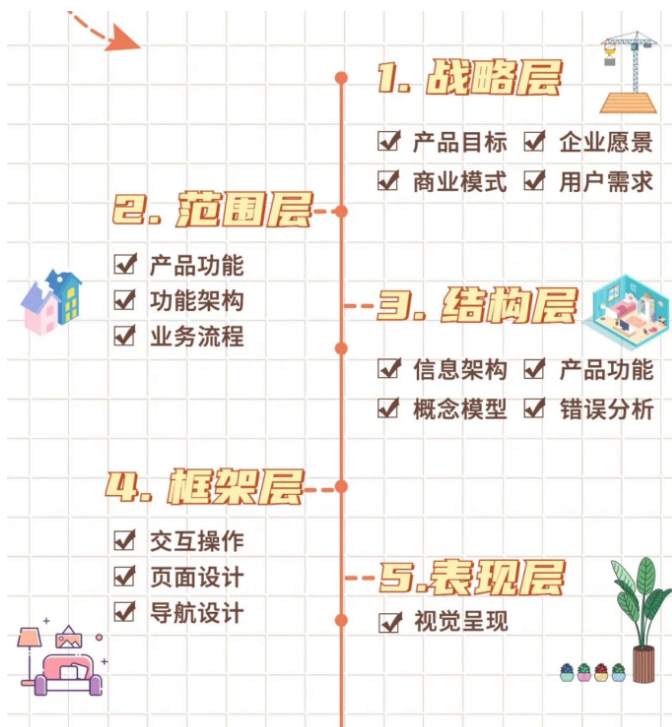 1. 战略层
产品目标 企业愿景
商业模式 用户需求
2. 范围层
产品功能
功能架构
业务流程
3. 结构层
信息架构 产品功能
概念模型 错误分析
4. 框架层
交互操作
页面设计
导航设计
5.表现层
视觉呈现